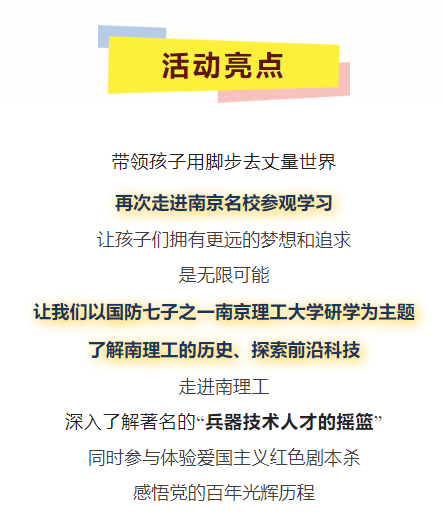 活动亮点
带领孩子用脚步去丈量世界
再次走进南京名校参观学习
让孩子们拥有更远的梦想和追求
是无限可能
让我们以国防七子之一南京理工大学研学为主题
了解南理工的历史、探索前沿科技
走进南理工
深入了解著名的“兵器技术人才的摇篮”
同时参与体验爱国主义红色剧本杀
感悟党的百年光辉历程